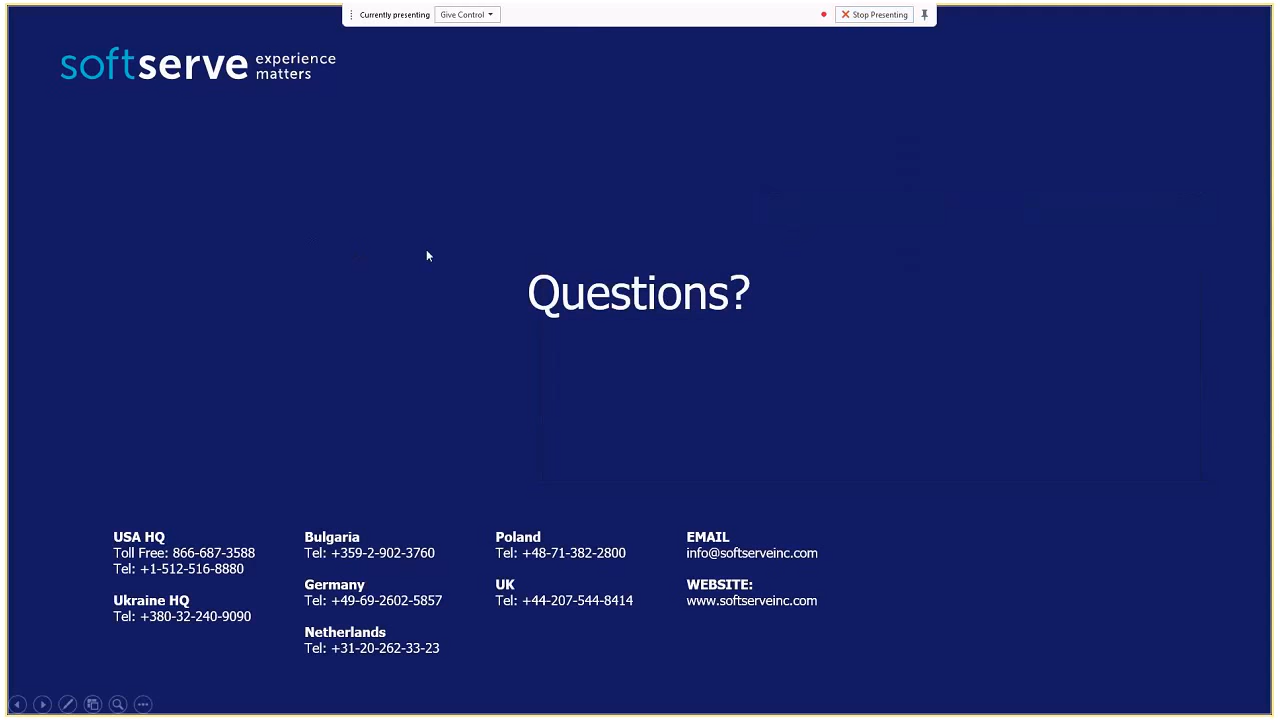 Currently presenting
Give Control
Stop Presenting
softserve experience matters
Questions?
USA HQ
Toll Free: 866-687-3588
Tel: +1-512-516-8880
Ukraine HQ
Tel: +380-32-240-9090
Bulgaria
Tel: +359-2-902-3760
Germany
Tel: +49-69-2602-5857
Netherlands
Tel: +31-20-262-33-23
Poland
Tel: +48-71-382-2800
UK
Tel: +44-207-544-8414
EMAIL
info@softserveinc.com
WEBSITE:
www.softserveinc.com